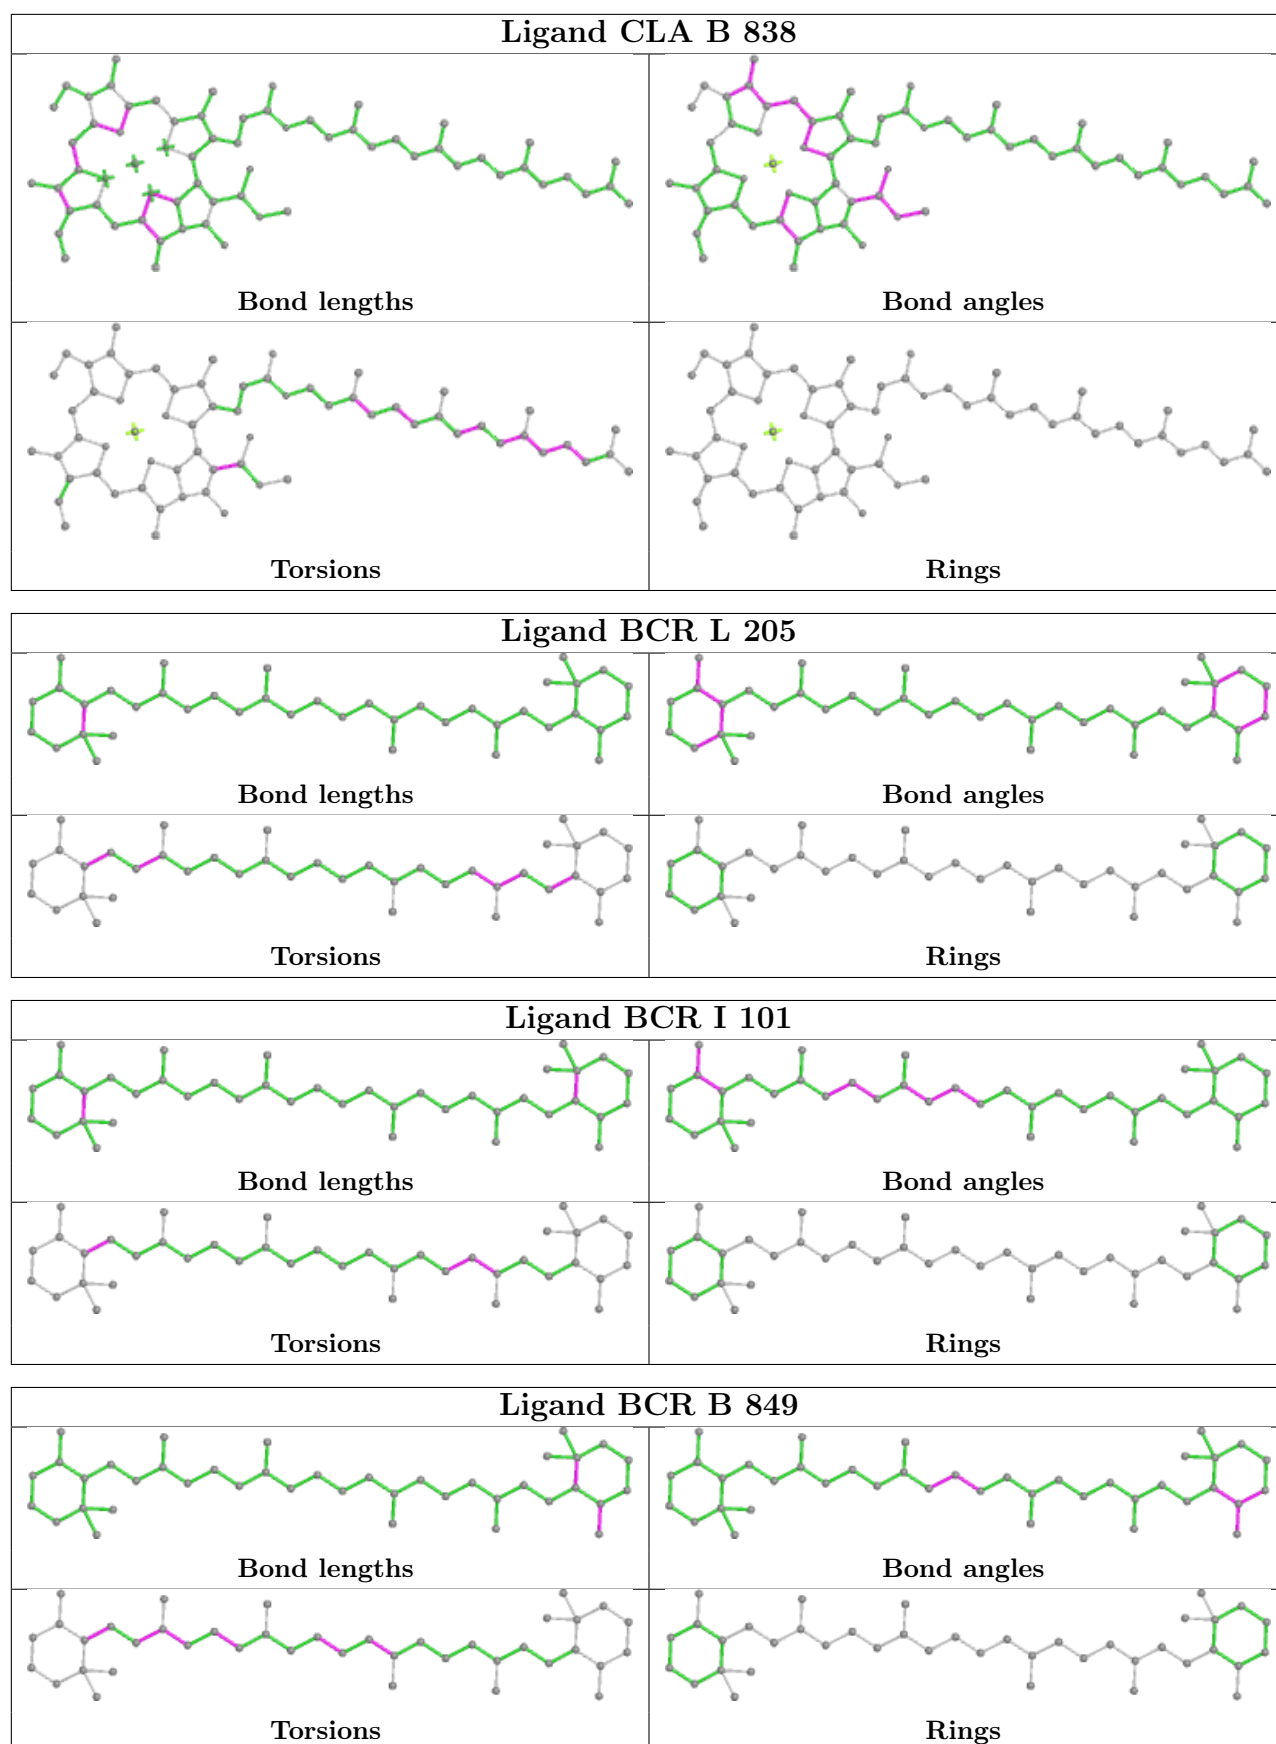 Ligand CLA B 838
Bond lengths
Bond angles
Torsions
Rings
Ligand BCR L 205
Bond lengths
Bond angles
Torsions
Rings
Ligand BCR I 101
Bond lengths
Bond angles
Torsions
Rings
Ligand BCR B 849
Bond lengths
Bond angles
Torsions
Rings